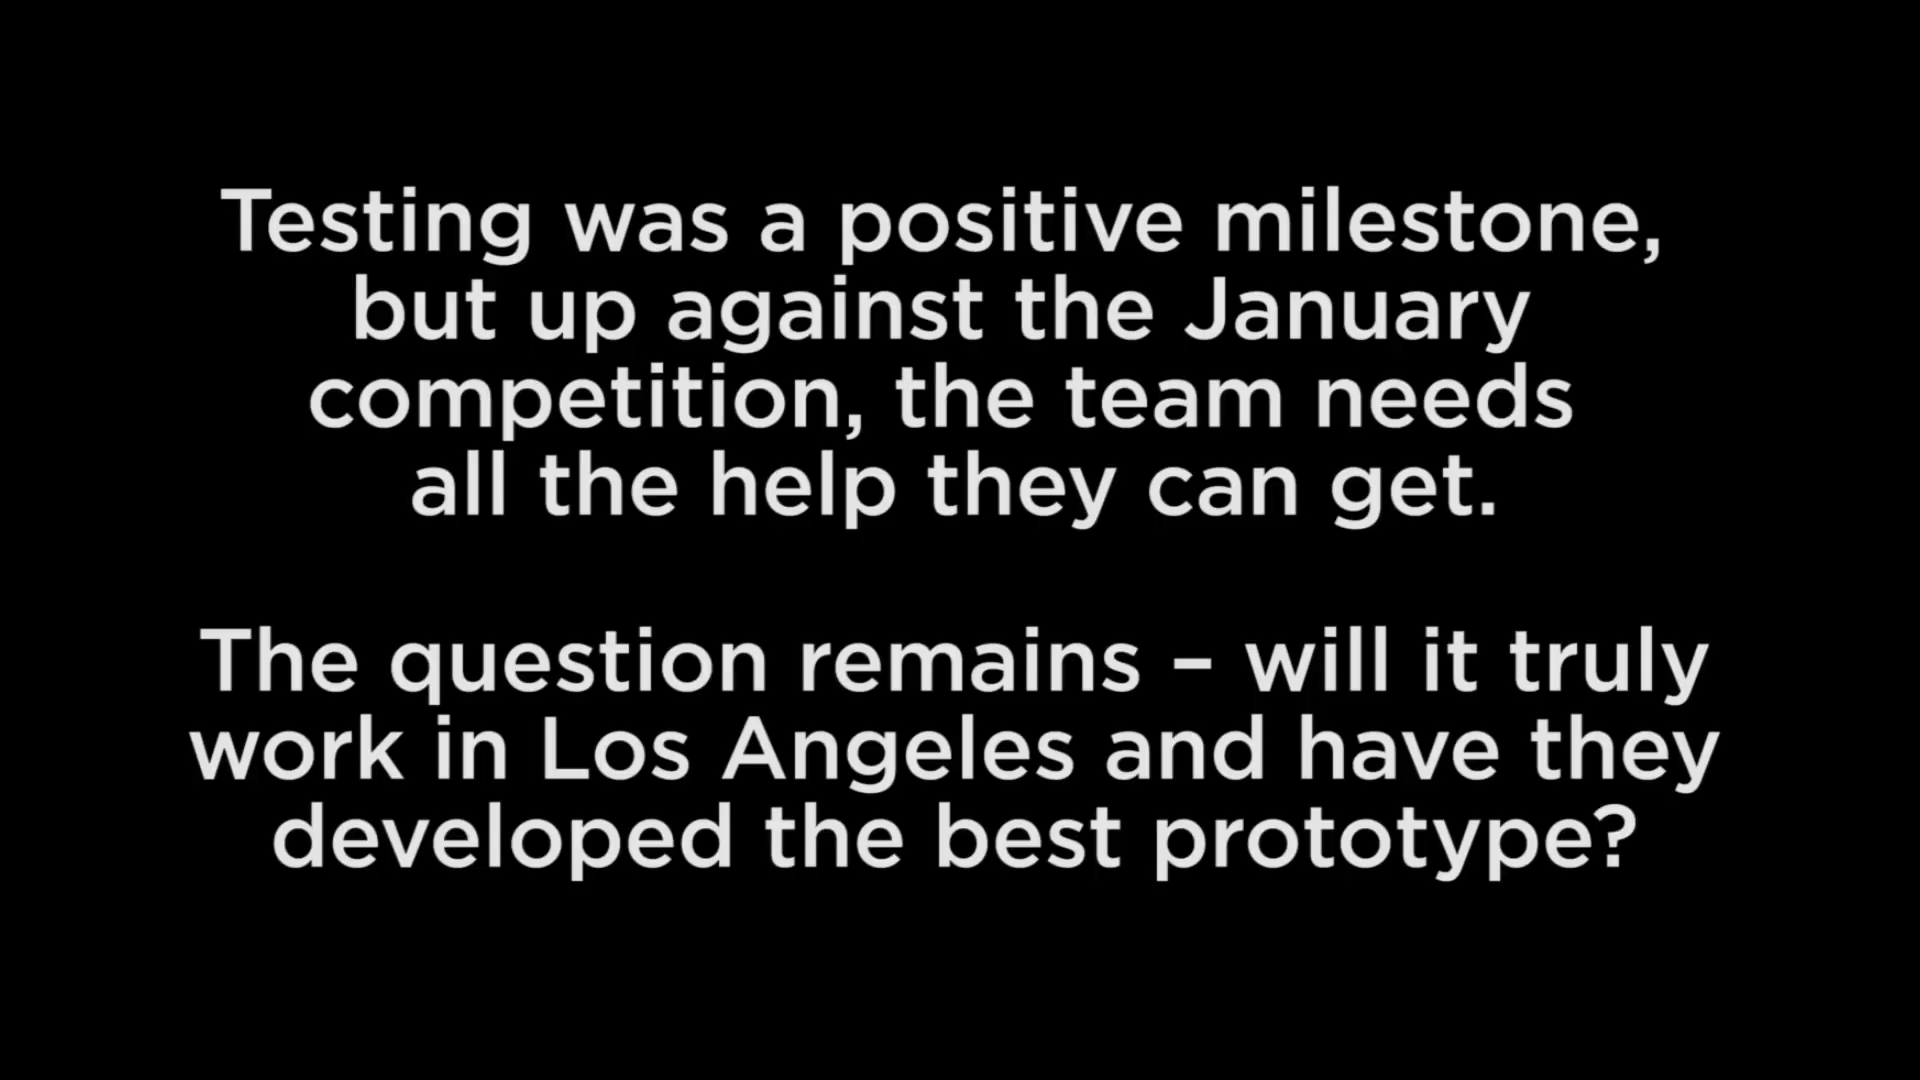 Testing was a positive milestone,
but up against the January
competition, the team needs
all the help they can get.
The question remains – will it truly
work in Los Angeles and have they
developed the best prototype?